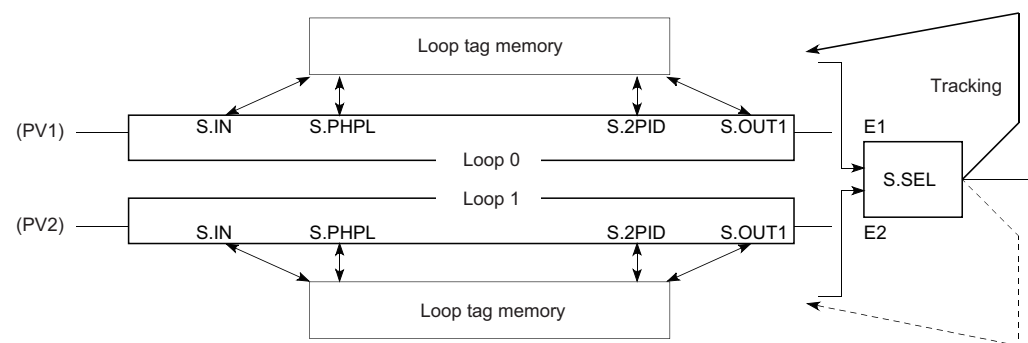 Loop tag memory
Tracking
(PV1)
S.IN
S.PHPL
S.2PID
S.OUT1
E1
Loop 0
S.SEL
Loop 1
(PV2)
S.IN
S.PHPL
S.2PID
S.OUT1
E2
Loop tag memory